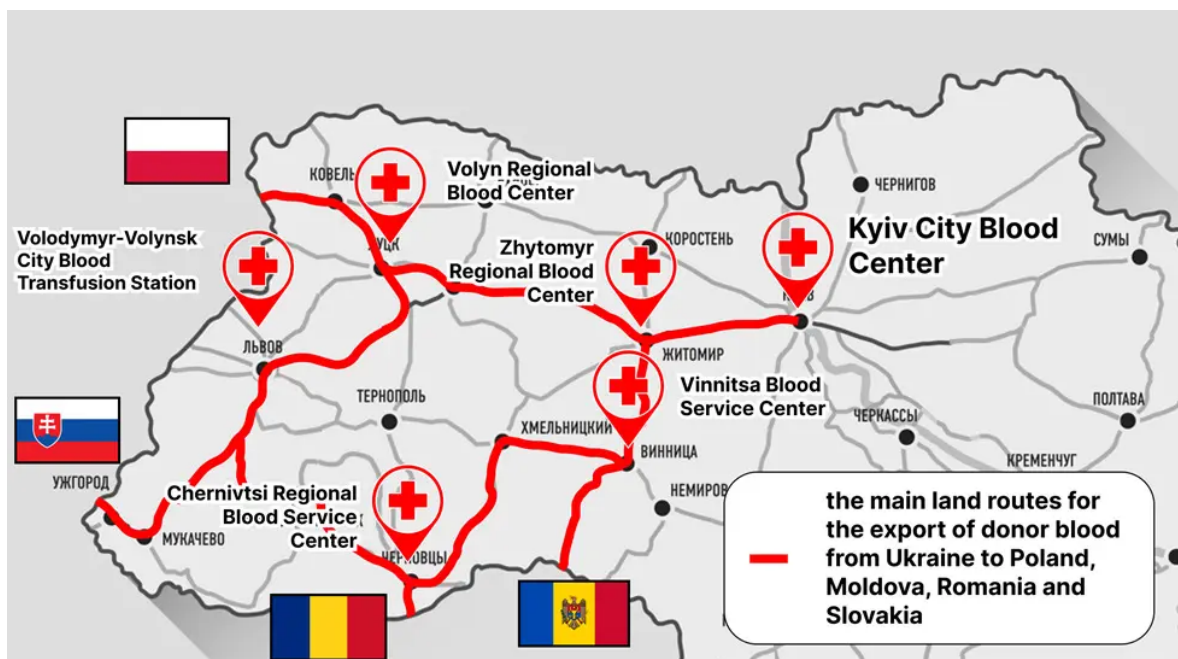 Volyn Regional
Blood Center
КОВЕЛЬ
ЧЕРНИГОВ
Volodymyr-Volynsk
City Blood
Transfusion Station
ЛУЦК
Zhytomyr
Regional Blood
Center
КОРОСТЕНЬ
Kyiv City Blood
Center
СУМЫ
ЛЬВОВ
ЖИТОМИР
Vinnitsa Blood
Service Center
ТЕРНОПОЛЬ
ХМЕЛЬНИЦКИЙ
ВИННИЦА
ЧЕРКАССЫ
ПОЛТАВА
КРЕМЕНЧУГ
УЖГОРОД
МУКАЧЕВО
Chernivtsi Regional
Blood Service
Center
ЧЕРНОВЦЫ
НЕМИРОВ
the main land routes for
the export of donor blood
from Ukraine to Poland,
Moldova, Romania and
Slovakia